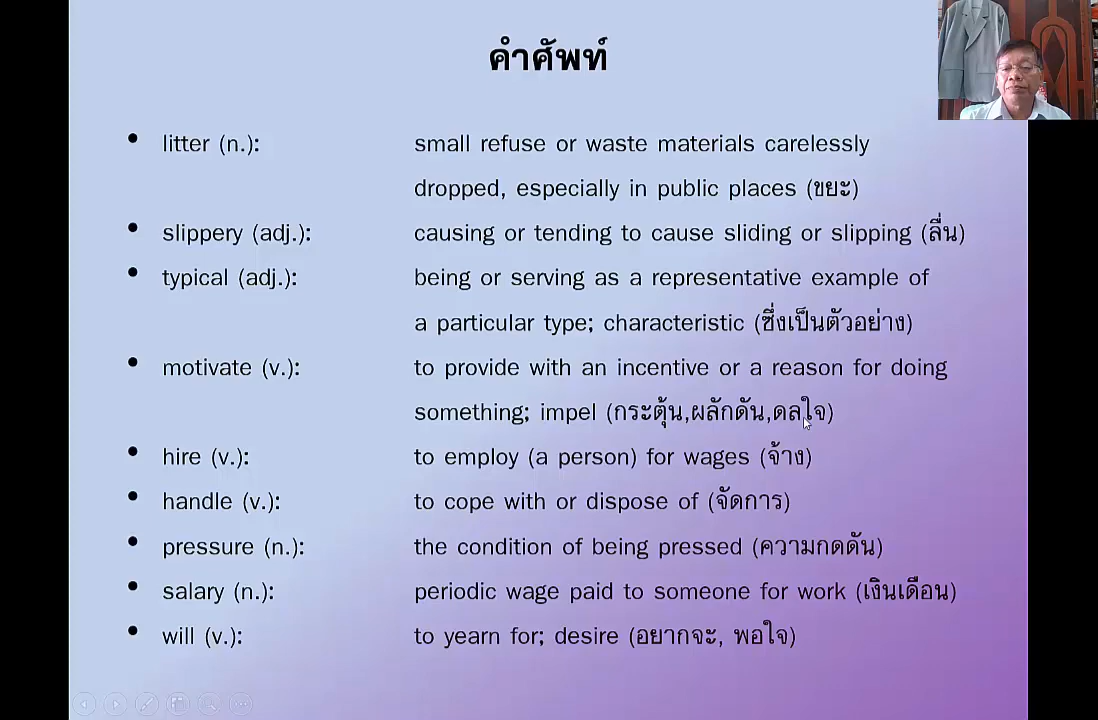 คำศัพท์
• litter (n.): small refuse or waste materials carelessly
dropped, especially in public places (ขยะ)
• slippery (adj.): causing or tending to cause sliding or slipping (ลื่น)
• typical (adj.): being or serving as a representative example of
a particular type; characteristic (ซึ่งเป็นตัวอย่าง)
• motivate (v.): to provide with an incentive or a reason for doing
something; impel (กระตุ้น,ผลักดัน,ดลใจ)
• hire (v.): to employ (a person) for wages (จ้าง)
• handle (v.): to cope with or dispose of (จัดการ)
• pressure (n.): the condition of being pressed (ความกดดัน)
• salary (n.): periodic wage paid to someone for work (เงินเดือน)
• will (v.): to yearn for; desire (อยากจะ, พอใจ)